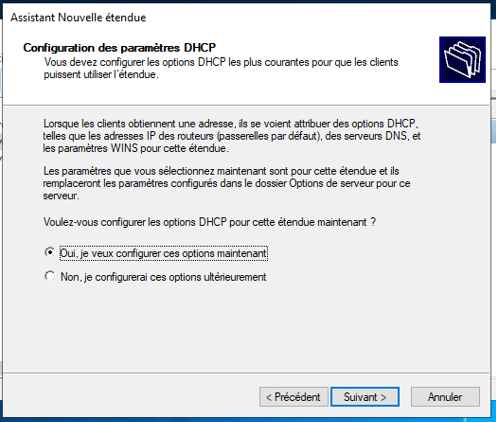 Assistant Nouvelle étendue
Configuration des paramètres DHCP
Vous devez configurer les options DHCP les plus courantes pour que les clients
puissent utiliser l'étendue.
Lorsque les clients obtiennent une adresse, ils se voient attribuer des options DHCP,
telles que les adresses IP des routeurs (passerelles par défaut), des serveurs DNS, et
les paramètres WINS pour cette étendue.
Les paramètres que vous sélectionnez maintenant sont pour cette étendue et ils
remplaceront les paramètres configurés dans le dossier Options de serveur pour ce
serveur.
Voulez-vous configurer les options DHCP pour cette étendue maintenant ?
Oui, je veux configurer ces options maintenant
Non, je configurerai ces options ultérieurement
< Précédent
Suivant >
Annuler